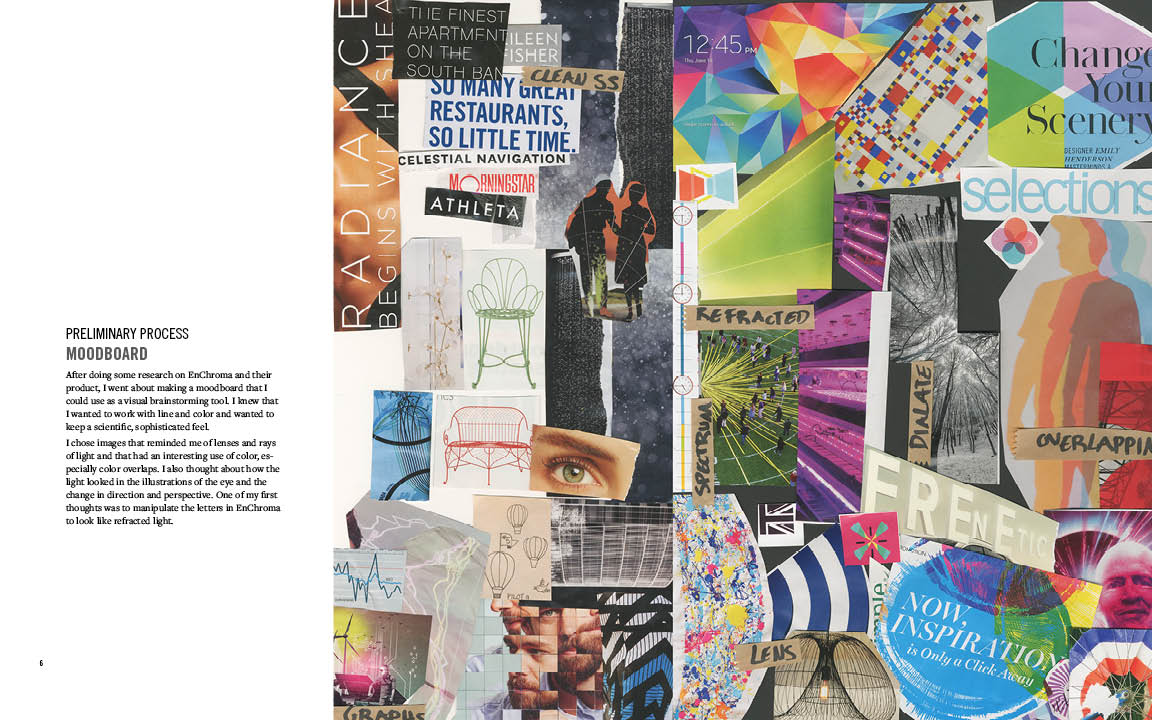 PRELIMINARY PROCESS
MOODBOARD
After doing some research on EnChroma and their
product, I went about making a moodboard that I
could use as a visual brainstorming tool. I knew that
I wanted to work with line and color and wanted to
keep a scientific, sophisticated feel.
I chose images that reminded me of lenses and rays
of light and that had an interesting use of color, es-
pecially color overlaps. I also thought about how the
light looked in the illustrations of the eye and the
change in direction and perspective. One of my first
thoughts was to manipulate the letters in EnChroma
to look like refracted light.
6
RADIANCE
BEGINS WITH SHEA
THE FINEST
APARTMENT
ON THE
SOUTH BAN
EILEEN
FISHER
CLEAN SS
SO MANY GREAT
RESTAURANTS,
SO LITTLE TIME.
CELESTIAL NAVIGATION
MORNINGSTAR
ATHLETA
PILOT
GRAPHS
12:45 PM
Change
Your
Scenery
DESIGNER EMILY
HENDERSON
MASTERMINDS A
selections
REFRACTED
SPECTRUM
DIALATE
OVERLAPPIN
FRENETIC
LENS
NOW,
INSPIRATION
is Only a Click Away